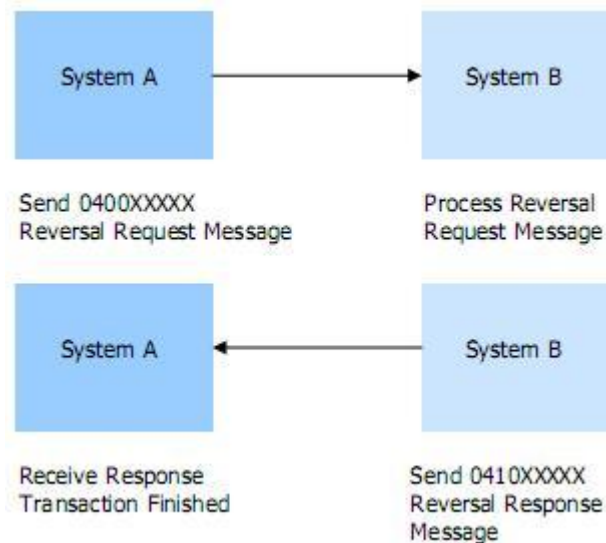 System A
System B
Send 0400XXXXX
Reversal Request Message
Process Reversal
Request Message
System A
System B
Receive Response
Transaction Finished
Send 0410XXXXX
Reversal Response
Message